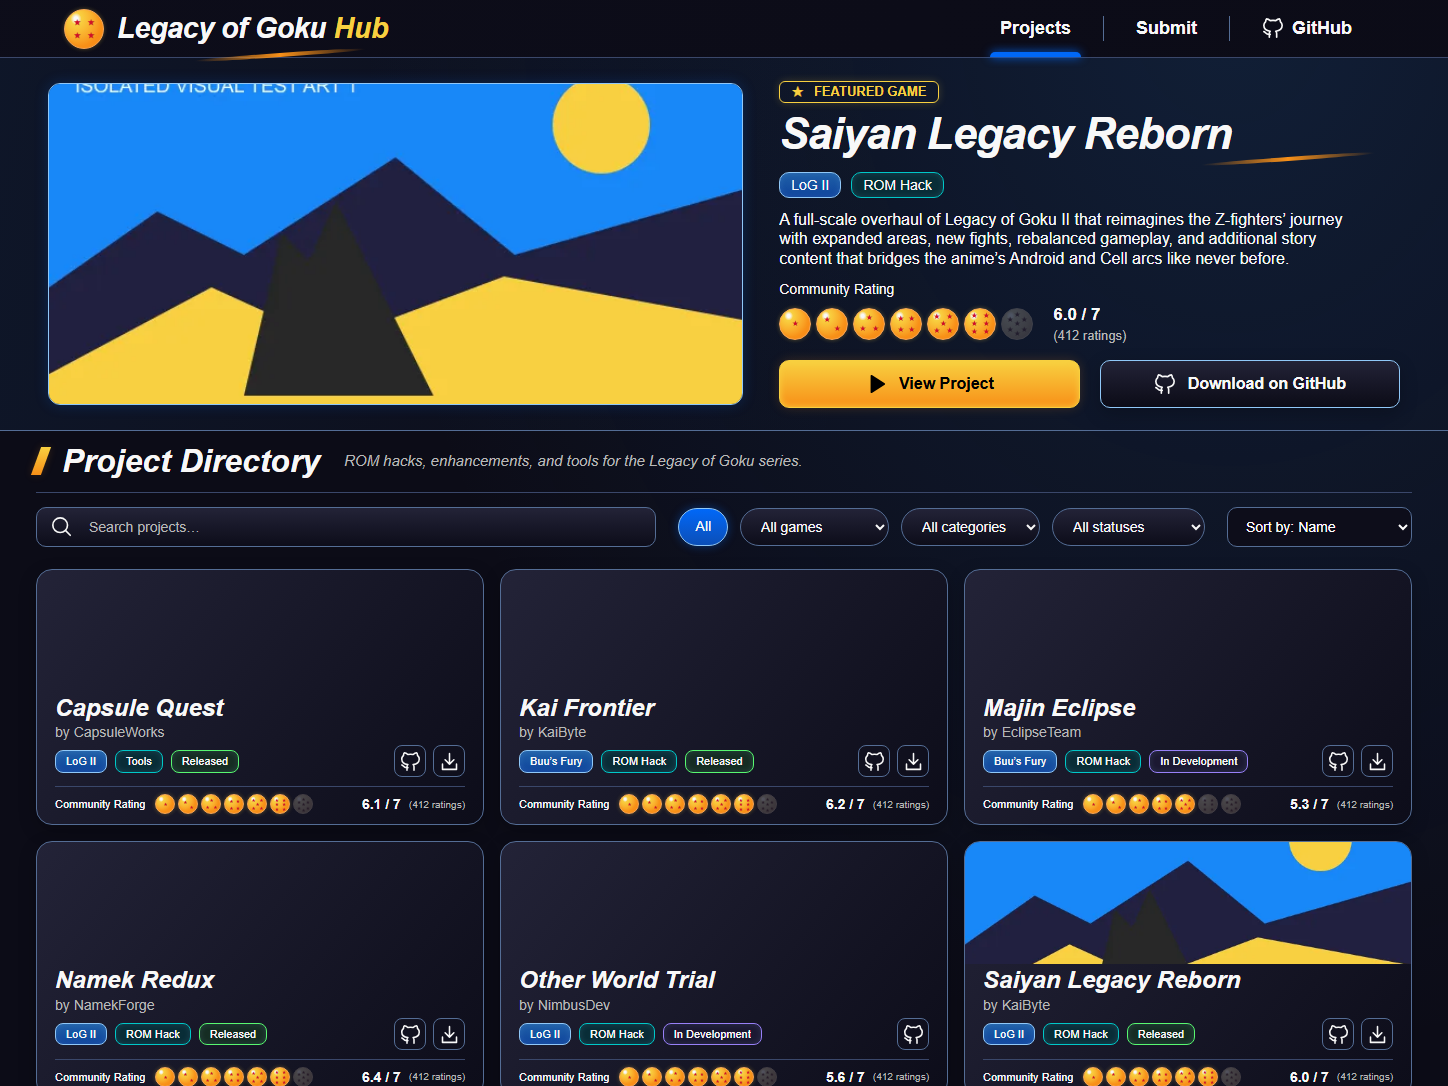 Legacy of Goku Hub
Projects
Submit
GitHub
ISOLATED VISUAL TEST ART 1
★ FEATURED GAME
Saiyan Legacy Reborn
LoG II
ROM Hack
A full-scale overhaul of Legacy of Goku II that reimagines the Z-fighters’ journey
with expanded areas, new fights, rebalanced gameplay, and additional story
content that bridges the anime’s Android and Cell arcs like never before.
Community Rating
6.0 / 7
(412 ratings)
View Project
Download on GitHub
Project Directory
ROM hacks, enhancements, and tools for the Legacy of Goku series.
Search projects…
All
All games
All categories
All statuses
Sort by: Name
Capsule Quest
by CapsuleWorks
LoG II
Tools
Released
Community Rating
6.1 / 7
(412 ratings)
Kai Frontier
by KaiByte
Buu’s Fury
ROM Hack
Released
Community Rating
6.2 / 7
(412 ratings)
Majin Eclipse
by EclipseTeam
Buu’s Fury
ROM Hack
In Development
Community Rating
5.3 / 7
(412 ratings)
Namek Redux
by NamekForge
LoG II
ROM Hack
Released
Community Rating
6.4 / 7
(412 ratings)
Other World Trial
by NimbusDev
LoG II
ROM Hack
In Development
Community Rating
5.6 / 7
(412 ratings)
Saiyan Legacy Reborn
by KaiByte
LoG II
ROM Hack
Released
Community Rating
6.0 / 7
(412 ratings)